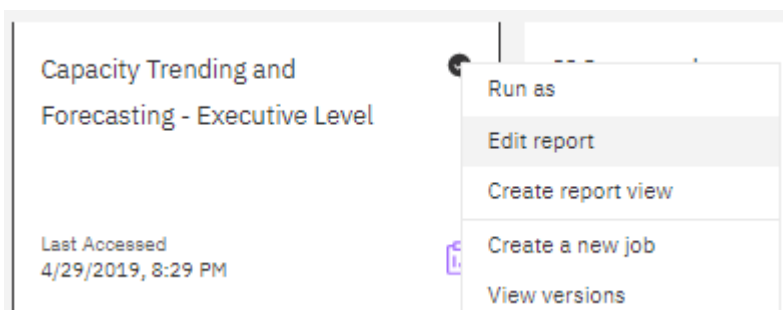 Capacity Trending and
Forecasting - Executive Level
Last Accessed
4/29/2019, 8:29 PM
Run as
Edit report
Create report view
Create a new job
View versions